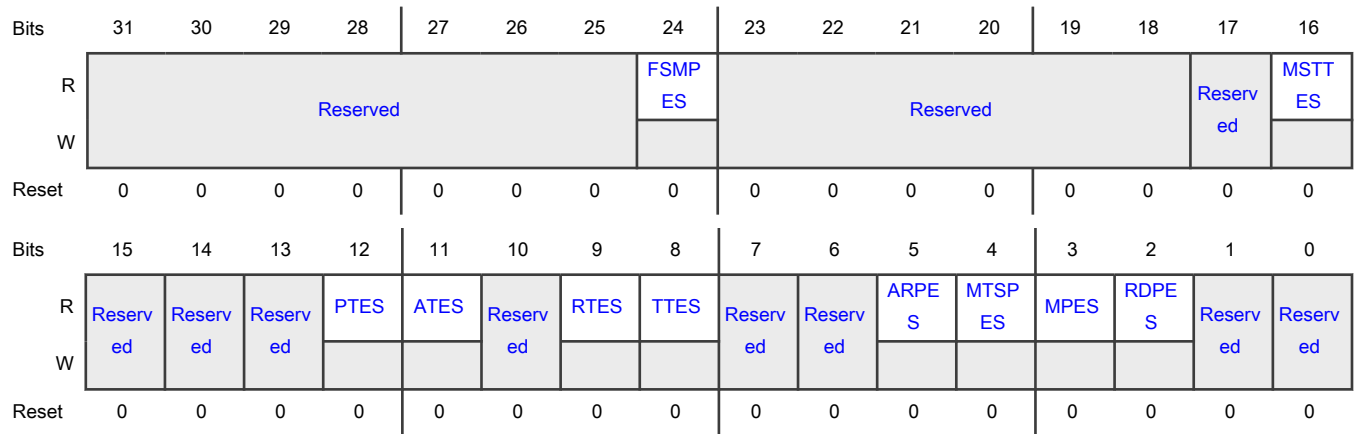 Bits 31 30 29 28 27 26 25 24 23 22 21 20 19 18 17 16
R Reserved FSMP ES Reserved Reserv ed MSTT ES
W
Reset 0 0 0 0 0 0 0 0 0 0 0 0 0 0 0 0
Bits 15 14 13 12 11 10 9 8 7 6 5 4 3 2 1 0
R Reserv ed Reserv ed Reserv ed PTES ATES Reserv ed RTES TTES Reserv ed Reserv ed ARPE S MTSP ES MPES RDPE S Reserv ed Reserv ed
W
Reset 0 0 0 0 0 0 0 0 0 0 0 0 0 0 0 0